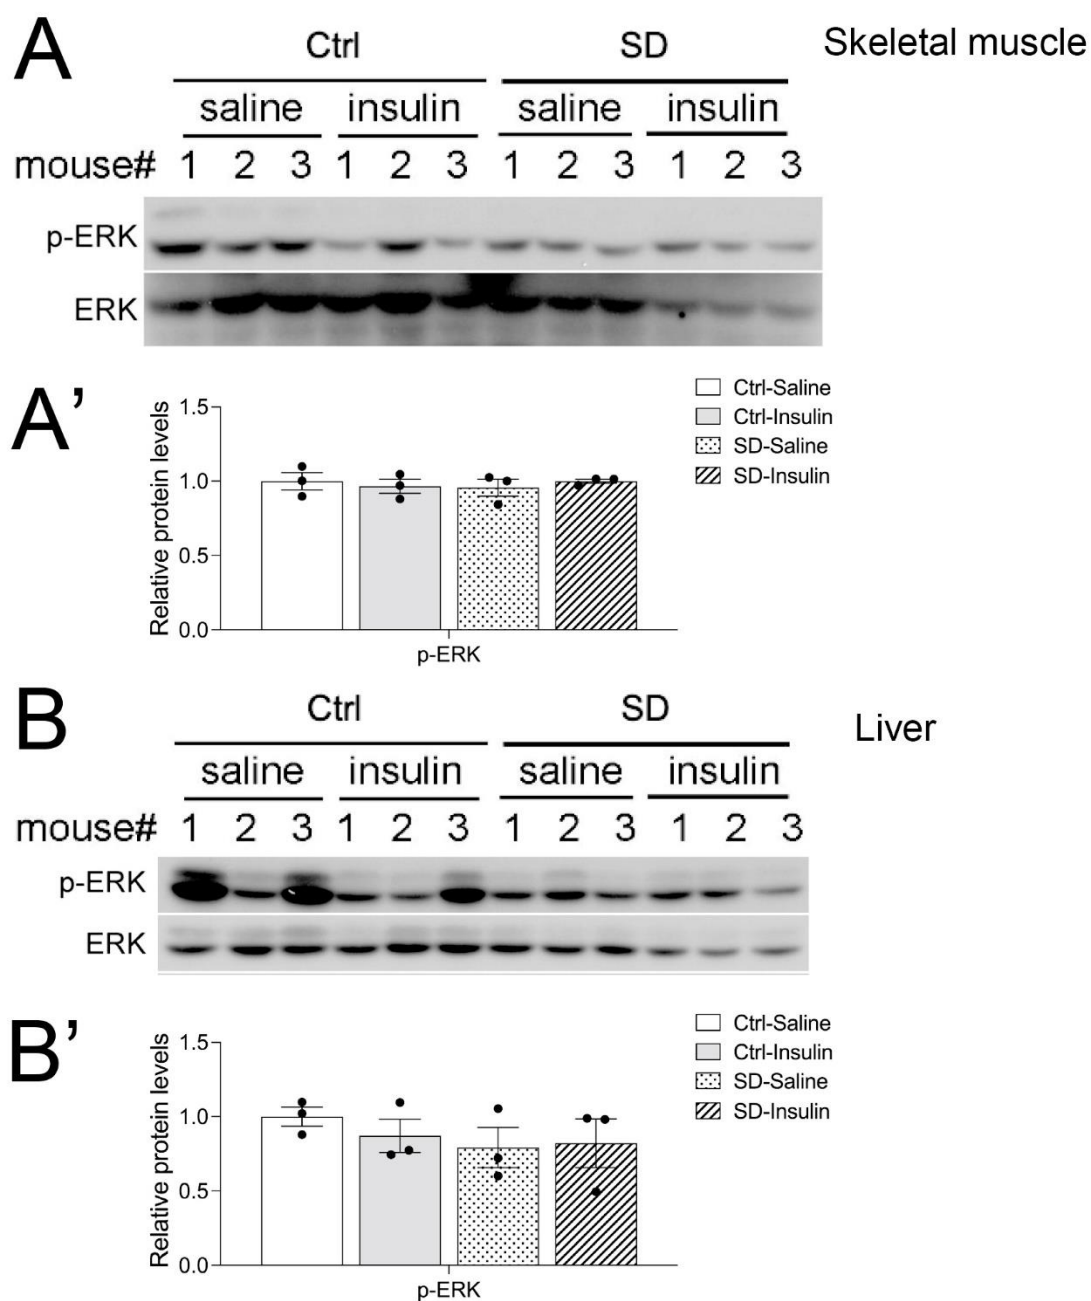 A
Ctrl SD Skeletal muscle
saline insulin saline insulin
mouse# 1 2 3 1 2 3 1 2 3 1 2 3
p-ERK
ERK
A’
Ctrl-Saline
Ctrl-Insulin
SD-Saline
SD-Insulin
Relative protein levels
1.5
1.0
0.5
0.0
p-ERK
B
Ctrl SD Liver
saline insulin saline insulin
mouse# 1 2 3 1 2 3 1 2 3 1 2 3
p-ERK
ERK
B’
Ctrl-Saline
Ctrl-Insulin
SD-Saline
SD-Insulin
Relative protein levels
1.5
1.0
0.5
0.0
p-ERK